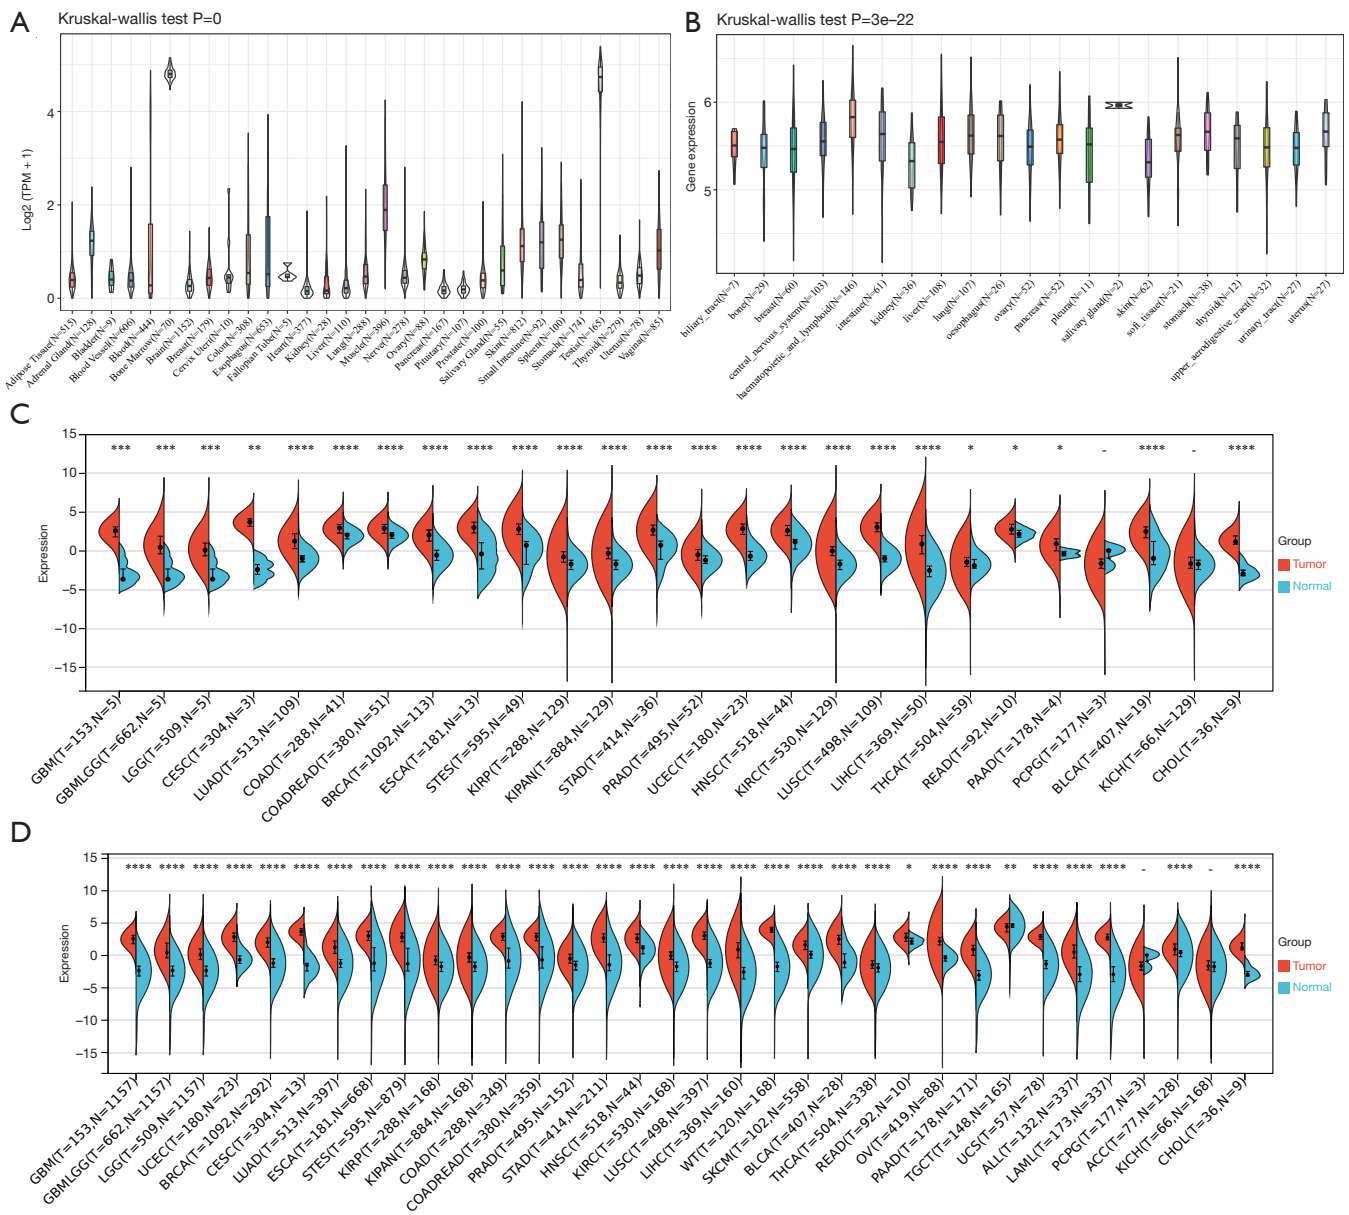 A
Kruskal-wallis test P=0
Log2 (TPM + 1)
4
2
0
Adipose Tissue(N=515)
Adrenal Gland(N=128)
Bladder(N=9)
Blood Vessel(N=606)
Blood(N=444)
Bone Marrow(N=70)
Brain(N=1152)
Breast(N=179)
Cervix Uteri(N=10)
Colon(N=308)
Esophagus(N=653)
Fallopian Tube(N=5)
Heart(N=377)
Kidney(N=28)
Liver(N=110)
Lung(N=288)
Muscle(N=396)
Nerve(N=278)
Ovary(N=88)
Pancreas(N=167)
Pituitary(N=107)
Prostate(N=100)
Salivary Gland(N=55)
Skin(N=812)
Small Intestine(N=92)
Spleen(N=100)
Stomach(N=174)
Testis(N=165)
Thyroid(N=279)
Uterus(N=78)
Vagina(N=85)
B
Kruskal-wallis test P=3e–22
Gene expression
6
5
biliary_tract(N=7)
bone(N=29)
breast(N=60)
central_nervous_system(N=103)
haematopoietic_and_lymphoid(N=146)
intestine(N=61)
kidney(N=36)
liver(N=108)
lung(N=107)
oesophagus(N=26)
ovary(N=52)
pancreas(N=52)
pleura(N=11)
salivary gland(N=2)
skin(N=62)
soft_tissue(N=21)
stomach(N=38)
thyroid(N=12)
upper_aerodigestive_tract(N=32)
urinary_tract(N=27)
uterus(N=27)
C
Expression
15
10
5
0
−5
−10
−15
*** *** *** ** **** **** **** **** **** **** **** **** **** **** **** **** **** **** **** * * * - **** - ****
GBM(T=153,N=5)
GBMLGG(T=662,N=5)
LGG(T=509,N=5)
CESC(T=304,N=3)
LUAD(T=513,N=109)
COAD(T=288,N=41)
COADREAD(T=380,N=51)
BRCA(T=1092,N=113)
ESCA(T=181,N=13)
STES(T=595,N=49)
KIRP(T=288,N=129)
KIPAN(T=884,N=129)
STAD(T=414,N=36)
PRAD(T=495,N=52)
UCEC(T=180,N=23)
HNSC(T=518,N=44)
KIRC(T=530,N=129)
LUSC(T=498,N=109)
LIHC(T=369,N=50)
THCA(T=504,N=59)
READ(T=92,N=10)
PAAD(T=178,N=4)
PCPG(T=177,N=3)
BLCA(T=407,N=19)
KICH(T=66,N=129)
CHOL(T=36,N=9)
Group
Tumor
Normal
D
Expression
15
10
5
0
−5
−10
−15
**** **** **** **** **** **** **** **** **** **** **** **** **** **** **** **** **** **** **** **** **** **** **** * **** **** ** **** **** **** - **** - ****
GBM(T=153,N=1157)
GBMLGG(T=662,N=1157)
LGG(T=509,N=1157)
UCEC(T=180,N=23)
BRCA(T=1092,N=292)
CESC(T=304,N=13)
LUAD(T=513,N=397)
ESCA(T=181,N=668)
STES(T=595,N=879)
KIRP(T=288,N=168)
KIPAN(T=884,N=168)
COAD(T=288,N=349)
COADREAD(T=380,N=359)
PRAD(T=495,N=152)
STAD(T=414,N=211)
HNSC(T=518,N=44)
KIRC(T=530,N=168)
LUSC(T=498,N=397)
LIHC(T=369,N=160)
WT(T=120,N=168)
SKCM(T=102,N=558)
BLCA(T=407,N=28)
THCA(T=504,N=338)
READ(T=92,N=10)
OV(T=419,N=88)
PAAD(T=178,N=171)
TGCT(T=148,N=165)
UCS(T=57,N=78)
ALL(T=132,N=337)
LAML(T=173,N=337)
PCPG(T=177,N=3)
ACC(T=77,N=128)
KICH(T=66,N=168)
CHOL(T=36,N=9)
Group
Tumor
Normal